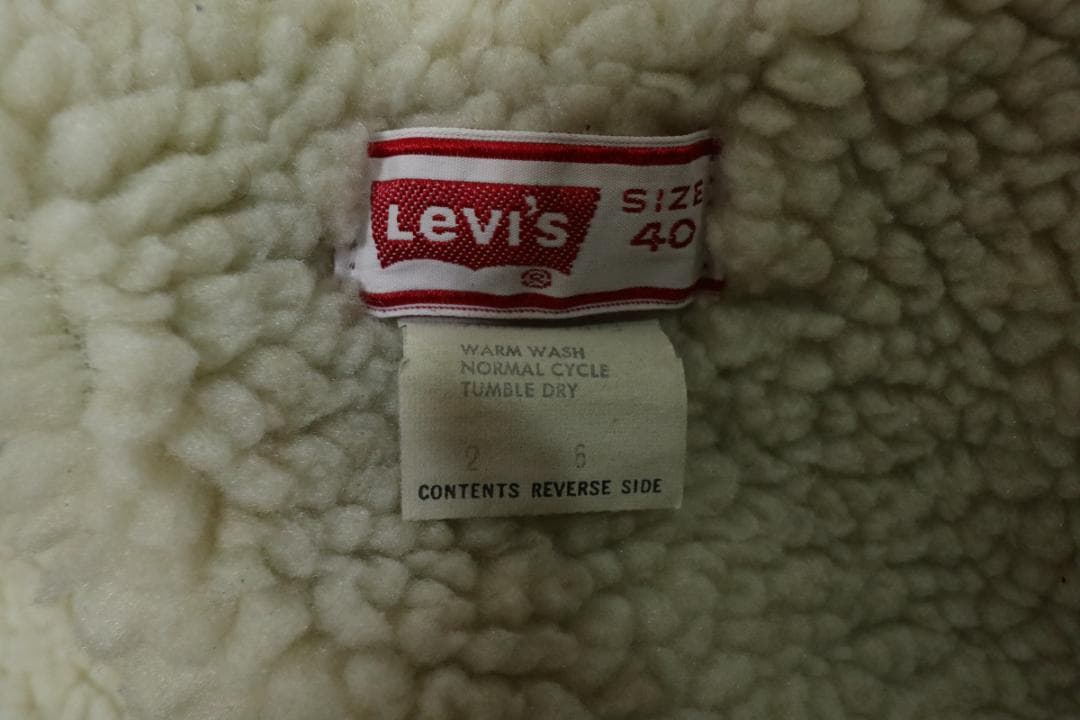 Levi's SIZE
® 40
WARM WASH
NORMAL CYCLE
TUMBLE DRY
2 6
CONTENTS REVERSE SIDE